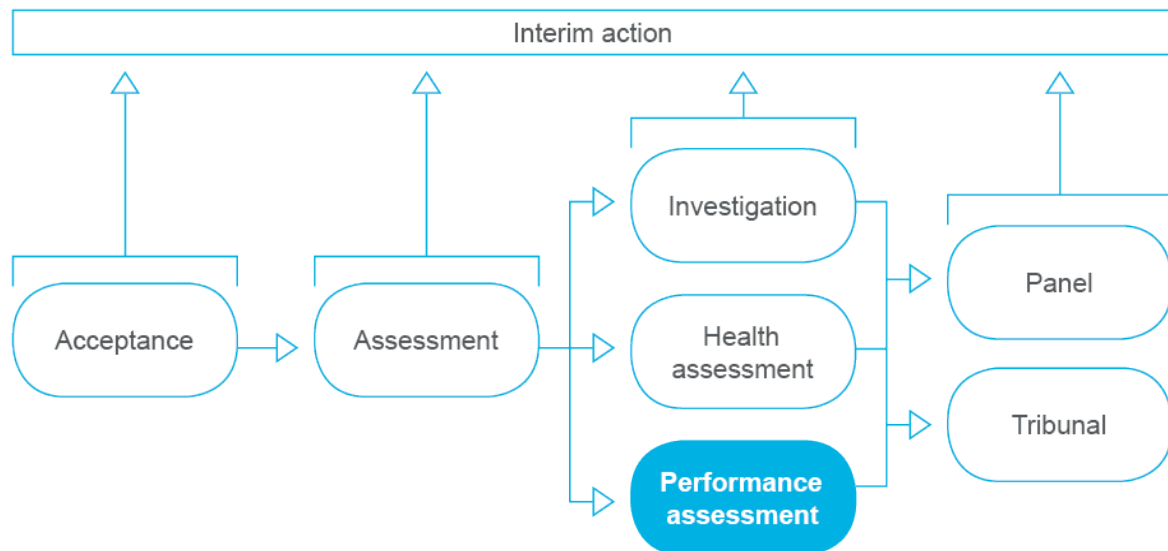 Interim action
Acceptance
Assessment
Investigation
Health
assessment
Performance
assessment
Panel
Tribunal